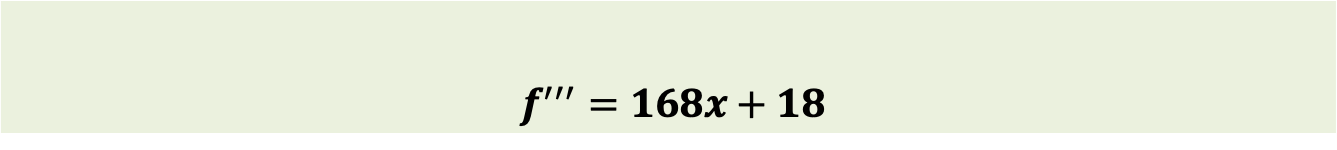 f′′′ = 168x + 18